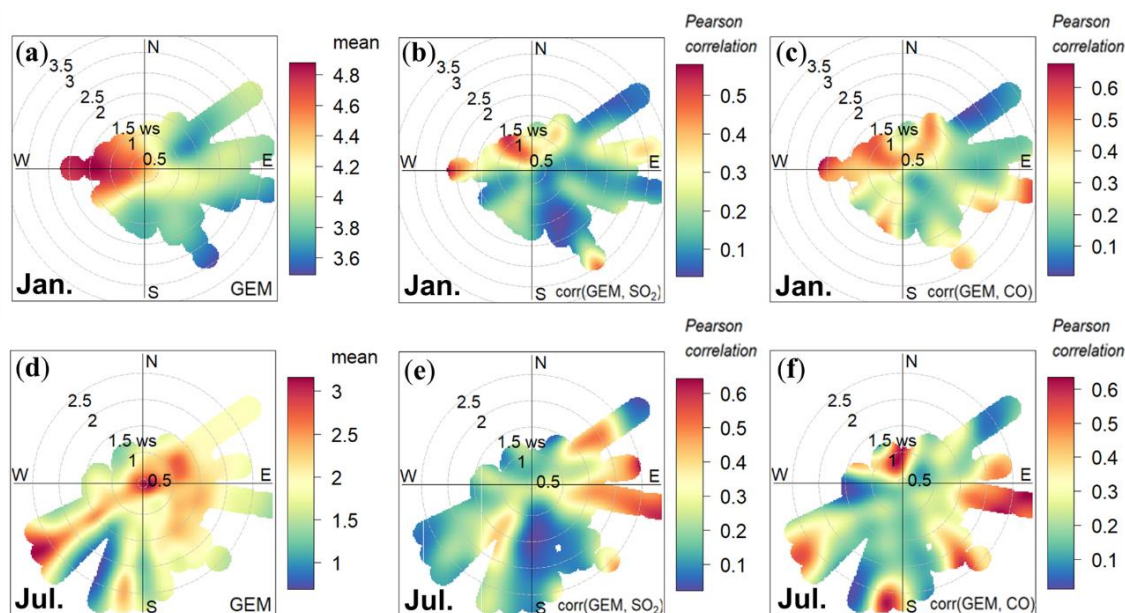 (a)
N
3.5
3
2.5
2
1.5 ws
1
0.5
W
E
S
Jan.
GEM
mean
4.8
4.6
4.4
4.2
4.0
3.8
3.6
(b)
N
3.5
3
2.5
2
1.5 ws
1
0.5
W
E
S
Jan.
corr(GEM, SO₂)
Pearson
correlation
0.5
0.4
0.3
0.2
0.1
(c)
N
3.5
3
2.5
2
1.5 ws
1
0.5
W
E
S
Jan.
corr(GEM, CO)
Pearson
correlation
0.6
0.5
0.4
0.3
0.2
0.1
(d)
N
2.5
2
1.5 ws
1
0.5
W
E
S
Jul.
GEM
mean
3
2.5
2
1.5
1
(e)
N
2.5
2
1.5 ws
1
0.5
W
E
S
Jul.
corr(GEM, SO₂)
Pearson
correlation
0.6
0.5
0.4
0.3
0.2
0.1
(f)
N
2.5
2
1.5 ws
1
0.5
W
E
S
Jul.
corr(GEM, CO)
Pearson
correlation
0.6
0.5
0.4
0.3
0.2
0.1